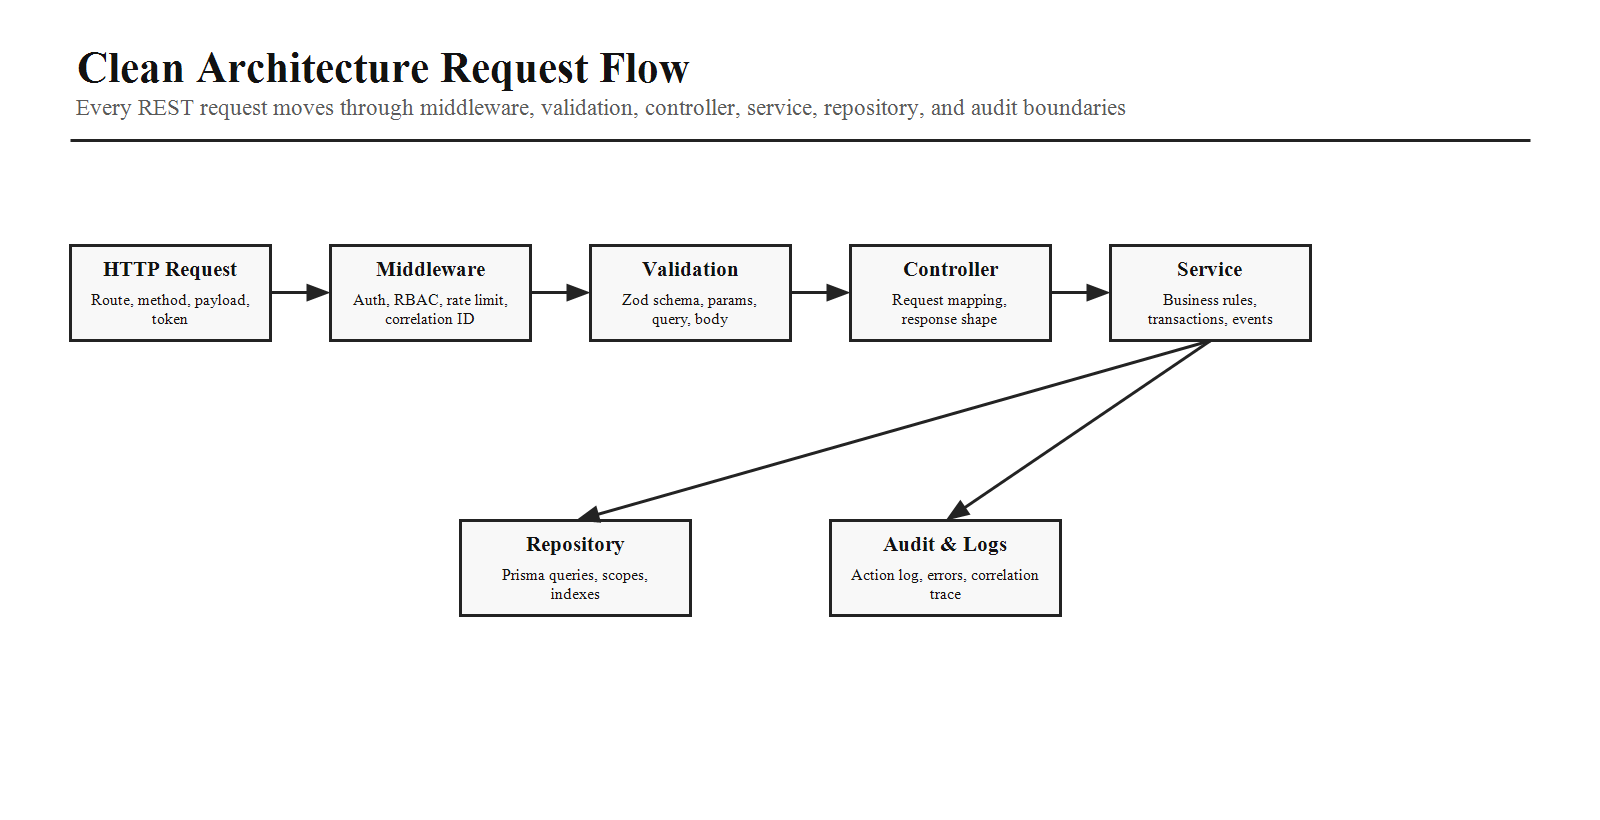 Clean Architecture Request Flow
Every REST request moves through middleware, validation, controller, service, repository, and audit boundaries
HTTP Request
Route, method, payload,
token
Middleware
Auth, RBAC, rate limit,
correlation ID
Validation
Zod schema, params,
query, body
Controller
Request mapping,
response shape
Service
Business rules,
transactions, events
Repository
Prisma queries, scopes,
indexes
Audit & Logs
Action log, errors, correlation
trace